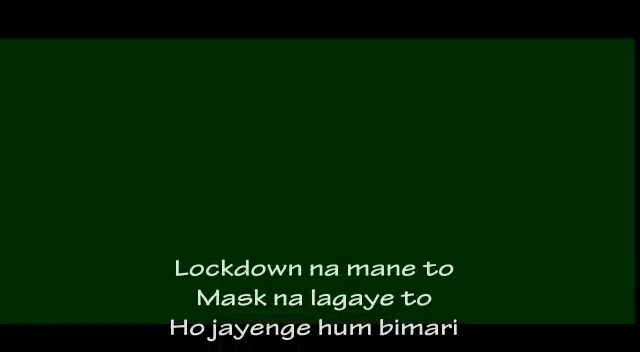 Lockdown na mane to
Mask na lagaye to
Ho jayenge hum bimari